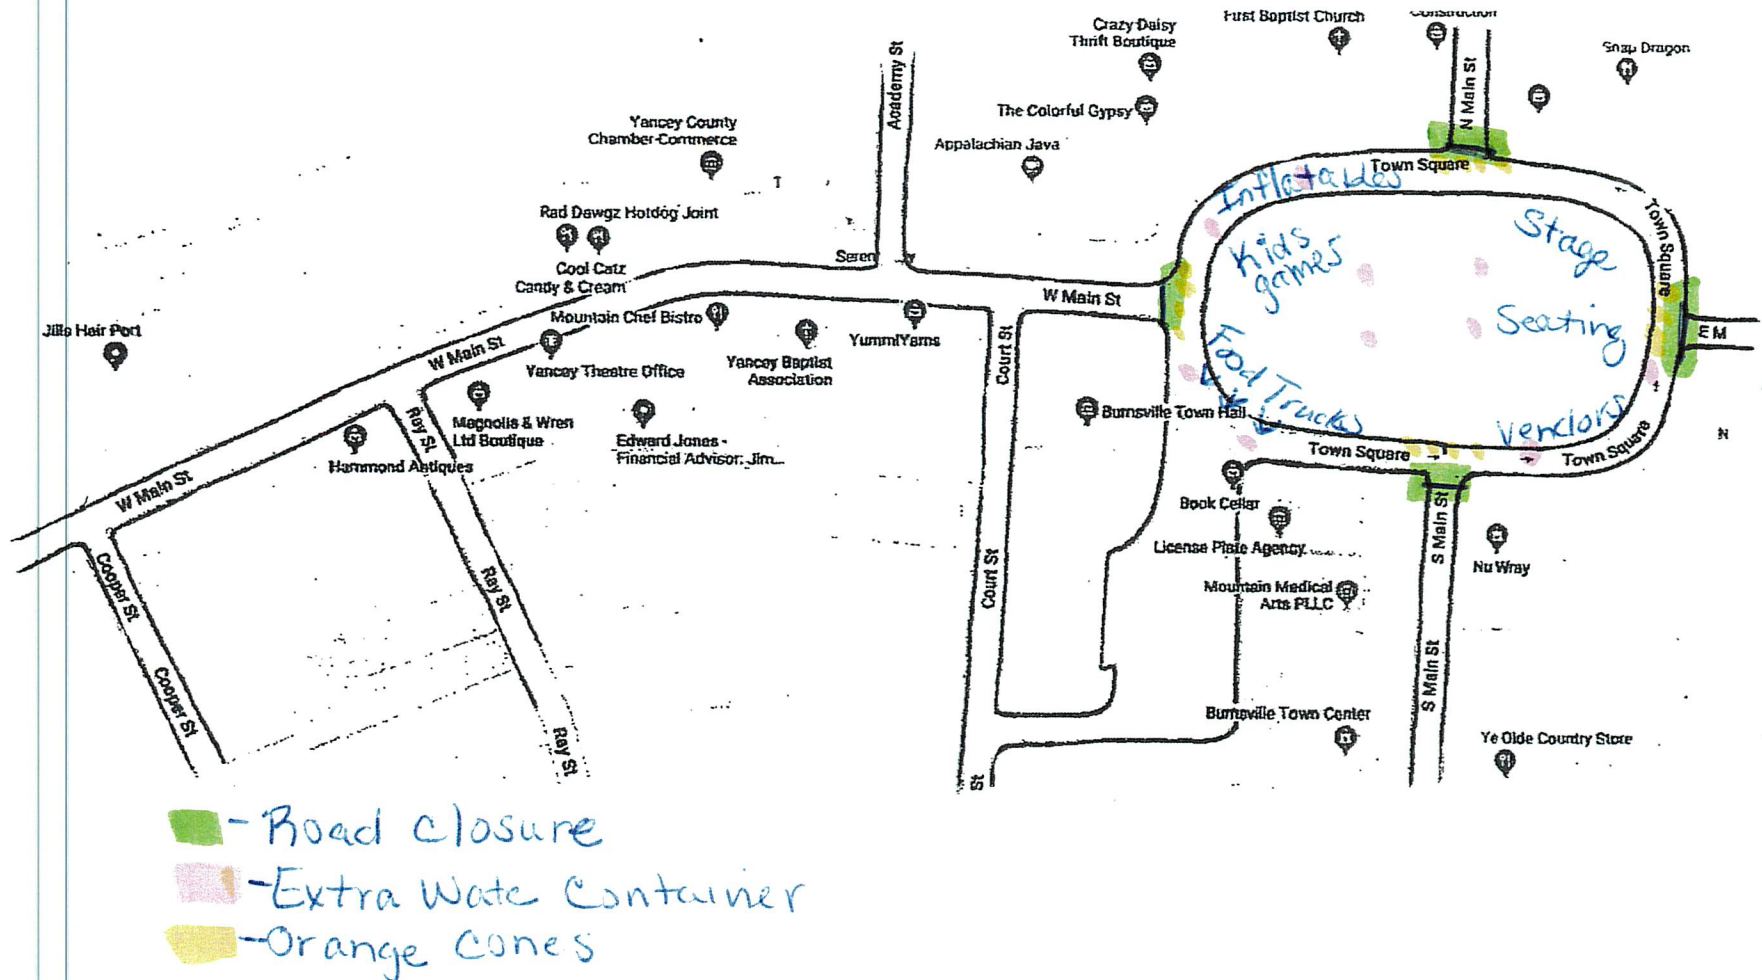 Crazy Daisy
Thrift Boutique
First Baptist Church
Construction
Snap Dragon
The Colorful Gypsy
Appalachian Java
Academy St
N Main St
Yancey County
Chamber-Commerce
Rad Dawgz Hotdog Joint
Cool Catz
Candy & Cream
Seren
Mountain Chef Bistro
Jills Hair Port
W Main St
Yancey Theatre Office
Yancey Baptist
Association
YummiYarns
W Main St
Court St
Magnolia & Wren
Ltd Boutique
Edward Jones -
Financial Advisor: Jim...
Ray St
Hammond Antiques
W Main St
Cooper St
Cooper St
Ray St
Ray St
Court St
St
Town Square
Inflatables
Kids
games
Stage
Seating
Town Square
E M
Food Trucks
Vendors
Burnsville Town Hall
Town Square
Town Square
N
Book Cellar
License Plate Agency
S Main St
Nu Wray
Mountain Medical
Arts PLLC
S Main St
Burnsville Town Center
Ye Olde Country Store
- Road closure
- Extra Wate Container
- Orange Cones